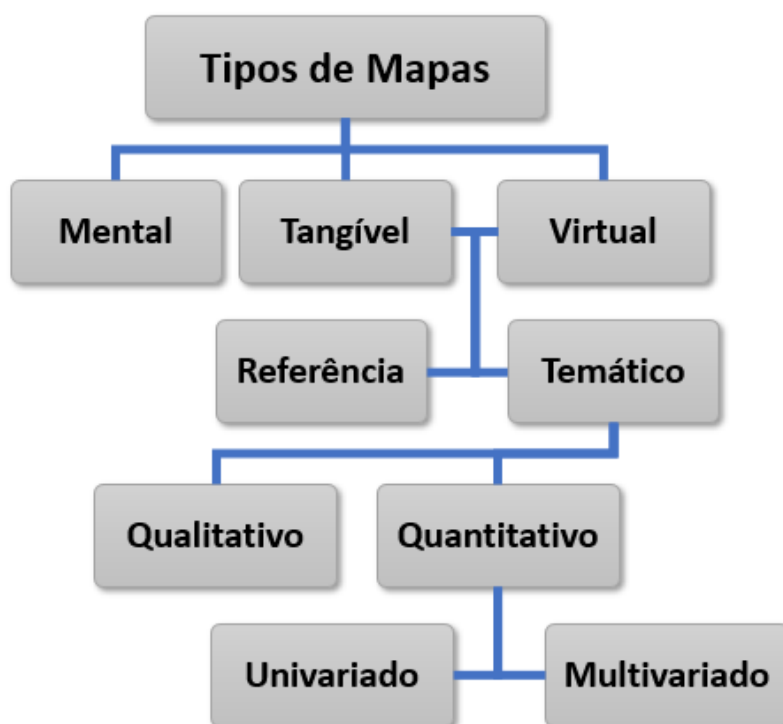 Tipos de Mapas
Mental
Tangível
Virtual
Referência
Temático
Qualitativo
Quantitativo
Univariado
Multivariado